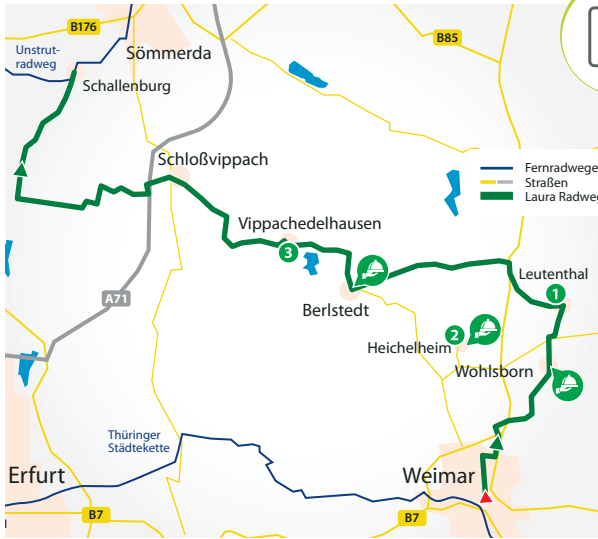 B176
Unstrut-
radweg
Sömmerda
B85
Schallenburg
Fernradwege
Straßen
Laura Radweg
Schloßvippach
Vippachedelhausen
3
Leutenthal
1
A71
Berlstedt
2
Heichelheim
Wohlsborn
Thüringer
Städtekette
Erfurt
Weimar
B7
B7